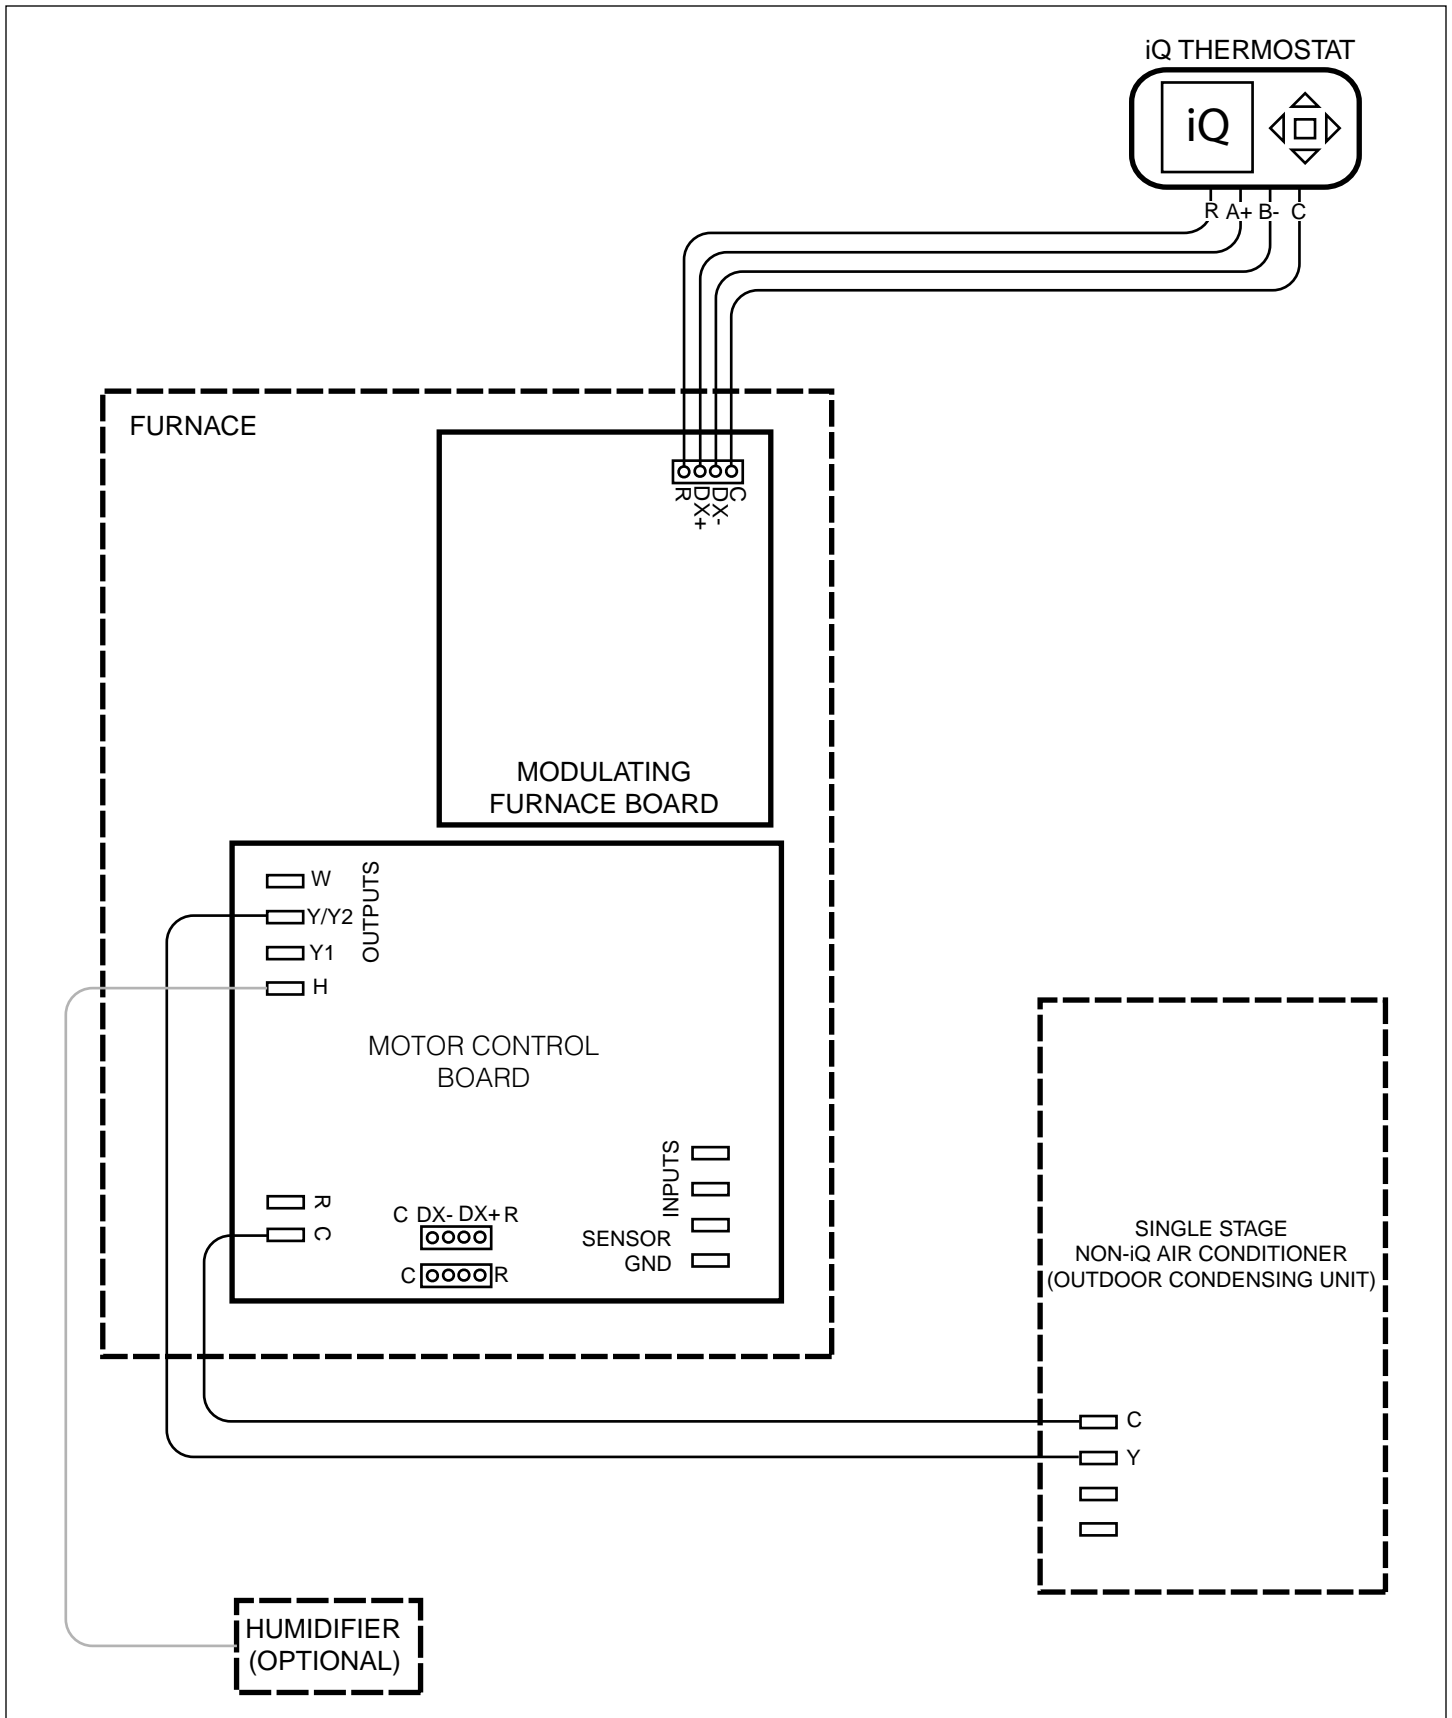 iQ THERMOSTAT
iQ
R A+ B- C
FURNACE
R DX+ DX- C
MODULATING
FURNACE BOARD
W
Y/Y2
Y1
H
OUTPUTS
MOTOR CONTROL
BOARD
INPUTS
R
C
C DX- DX+ R
SENSOR
GND
C R
SINGLE STAGE
NON-iQ AIR CONDITIONER
(OUTDOOR CONDENSING UNIT)
C
Y
HUMIDIFIER
(OPTIONAL)